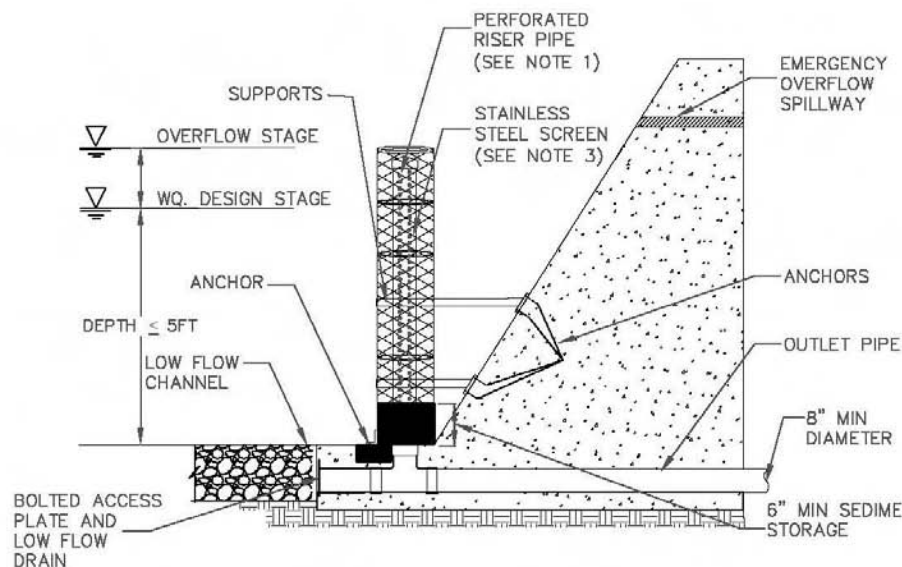 PERFORATED
RISER PIPE
(SEE NOTE 1)
EMERGENCY
OVERFLOW
SPILLWAY
SUPPORTS
STAINLESS
STEEL SCREEN
(SEE NOTE 3)
OVERFLOW STAGE
WQ. DESIGN STAGE
ANCHOR
ANCHORS
DEPTH ≤ 5FT
OUTLET PIPE
LOW FLOW
CHANNEL
8" MIN
DIAMETER
BOLTED ACCESS
PLATE AND
LOW FLOW
DRAIN
6" MIN SEDIME
STORAGE